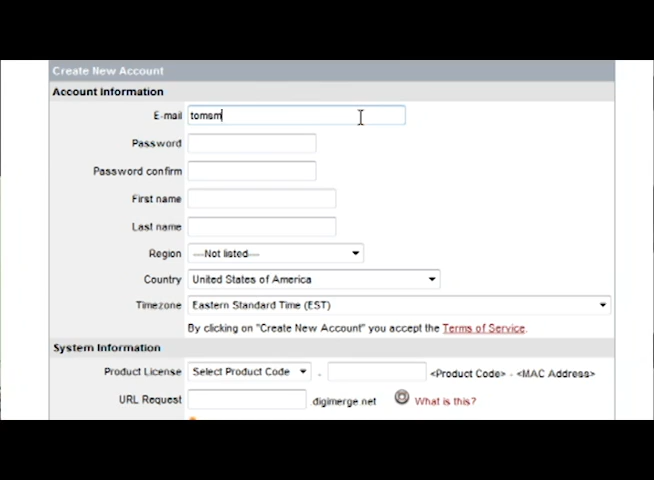 Create New Account
Account Information
E-mail tomsm
Password
Password confirm
First name
Last name
Region ---Not listed---
Country United States of America
Timezone Eastern Standard Time (EST)
By clicking on "Create New Account" you accept the Terms of Service.
System Information
Product License Select Product Code - <Product Code> - <MAC Address>
URL Request digimerge net What is this?